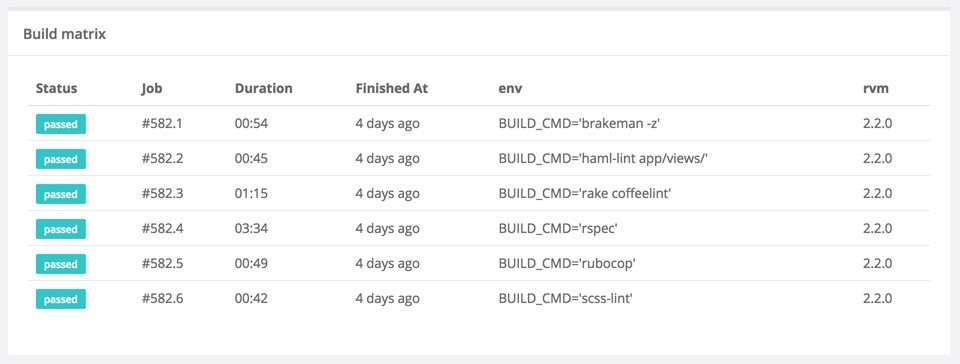 Build matrix
Status Job Duration Finished At env rvm
passed #582.1 00:54 4 days ago BUILD_CMD='brakeman -z' 2.2.0
passed #582.2 00:45 4 days ago BUILD_CMD='haml-lint app/views/' 2.2.0
passed #582.3 01:15 4 days ago BUILD_CMD='rake coffeelint' 2.2.0
passed #582.4 03:34 4 days ago BUILD_CMD='rspec' 2.2.0
passed #582.5 00:49 4 days ago BUILD_CMD='rubocop' 2.2.0
passed #582.6 00:42 4 days ago BUILD_CMD='scss-lint' 2.2.0